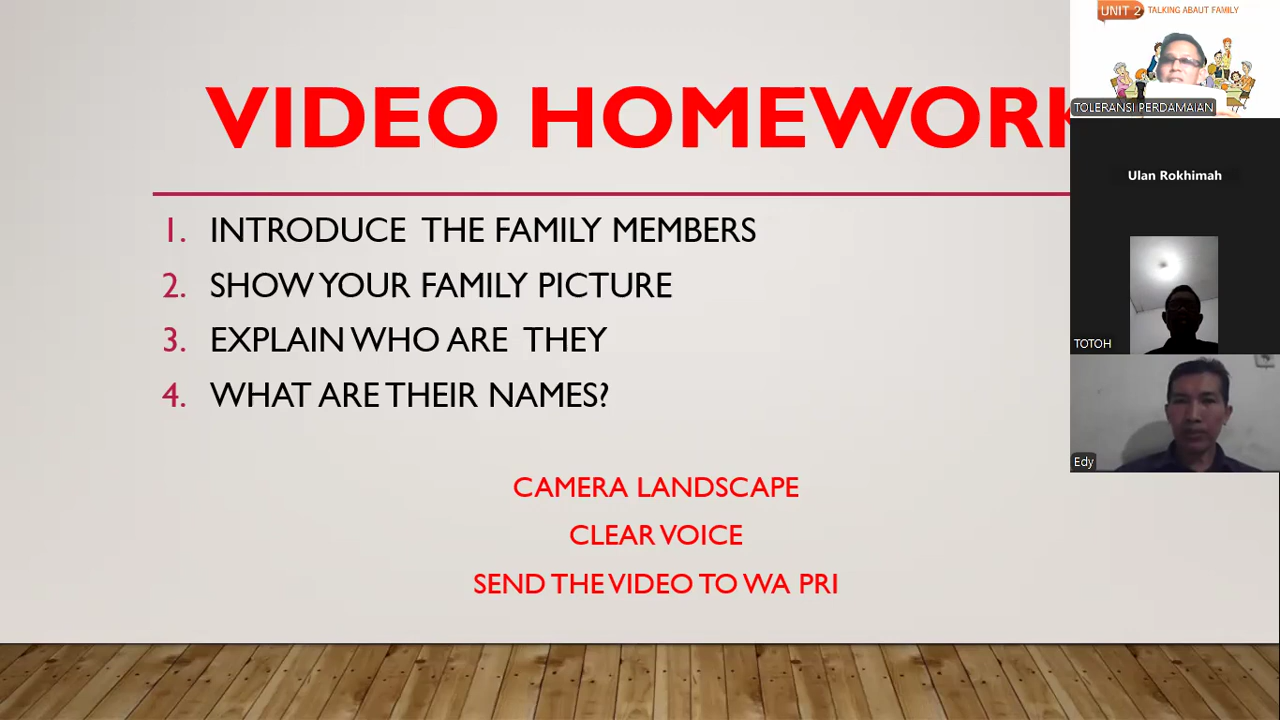 VIDEO HOMEWORK
1. INTRODUCE THE FAMILY MEMBERS
2. SHOW YOUR FAMILY PICTURE
3. EXPLAIN WHO ARE THEY
4. WHAT ARE THEIR NAMES?
CAMERA LANDSCAPE
CLEAR VOICE
SEND THE VIDEO TO WA PRI
UNIT 2 TALKING ABAUT FAMILY
TOLERANSI PERDAMAIAN
Ulan Rokhimah
TOTOH
Edy